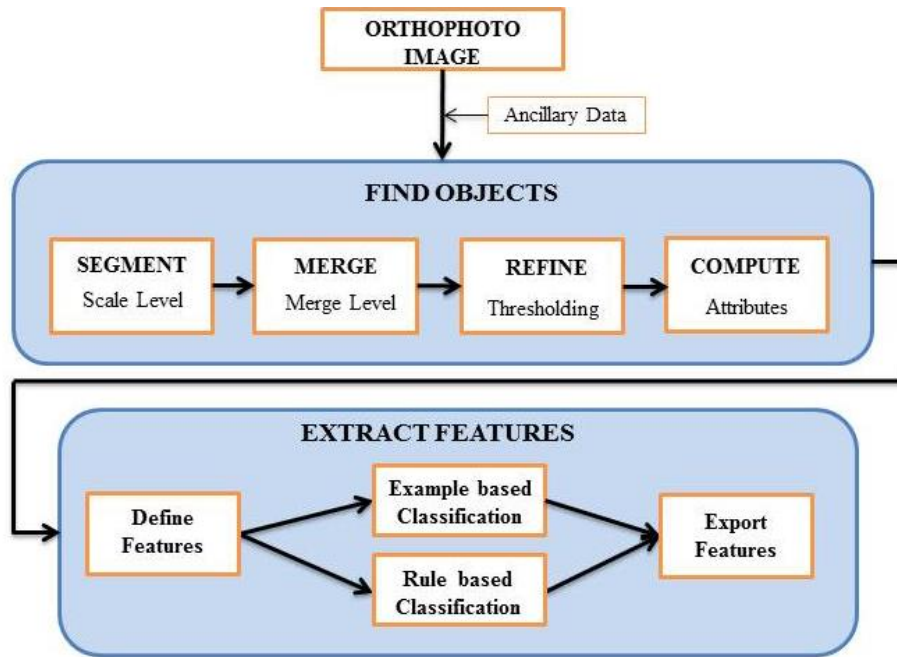 ORTHOPHOTO
IMAGE
Ancillary Data
FIND OBJECTS
SEGMENT
Scale Level
MERGE
Merge Level
REFINE
Thresholding
COMPUTE
Attributes
EXTRACT FEATURES
Define
Features
Example based
Classification
Rule based
Classification
Export
Features